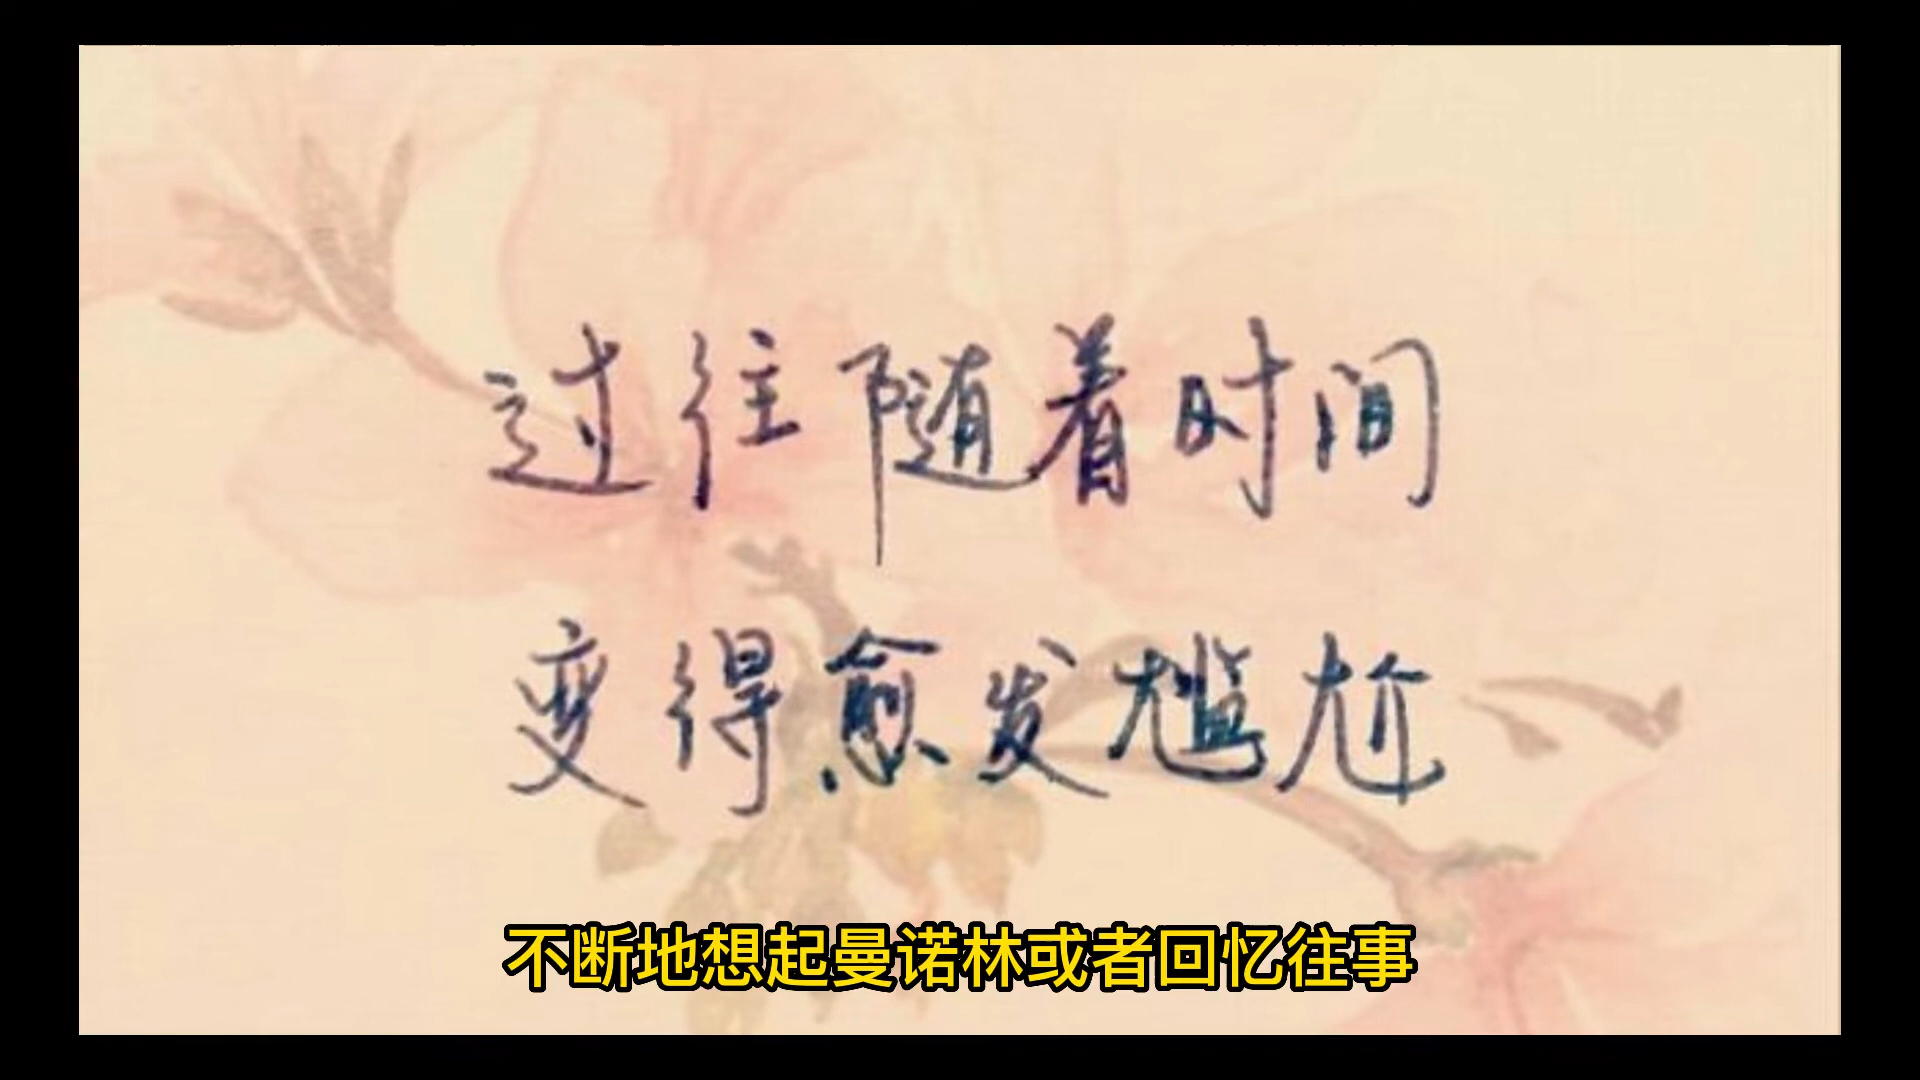 过往随着时间
变得愈发尴尬
不断地想起曼诺林或者回忆往事